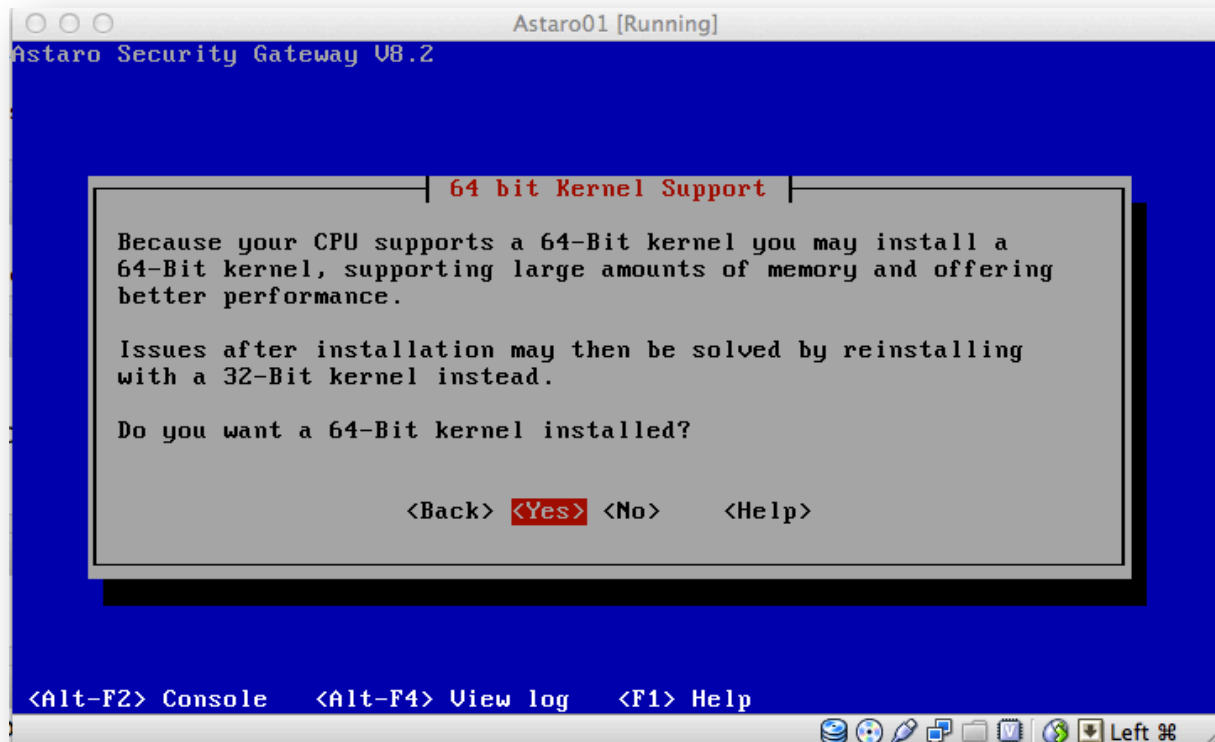 Astaro01 [Running]
Astaro Security Gateway V8.2
64 bit Kernel Support
Because your CPU supports a 64-Bit kernel you may install a
64-Bit kernel, supporting large amounts of memory and offering
better performance.
Issues after installation may then be solved by reinstalling
with a 32-Bit kernel instead.
Do you want a 64-Bit kernel installed?
<Back> <Yes> <No> <Help>
<Alt-F2> Console <Alt-F4> View log <F1> Help
Left ⌘